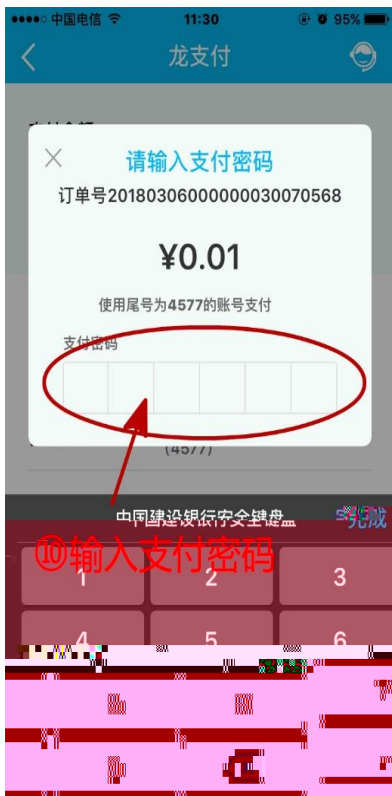 中国电信 11:30 95%
龙支付
请输入支付密码
订单号20180306000000030070568
¥0.01
使用尾号为4577的账号支付
支付密码
(4577)
中国建设银行安全键盘 完成
⑩输入支付密码
1 2 3
4 5 6